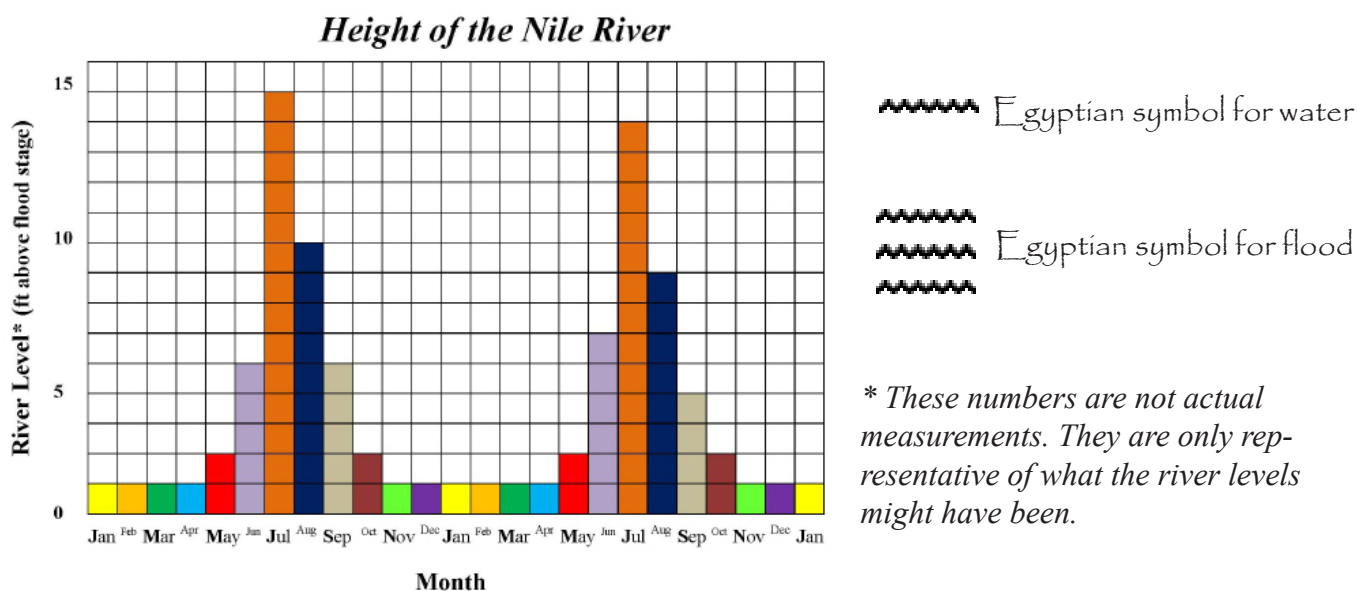 Height of the Nile River
River Level* (ft above flood stage)
15
10
5
0
Jan Feb Mar Apr May Jun Jul Aug Sep Oct Nov Dec Jan Feb Mar Apr May Jun Jul Aug Sep Oct Nov Dec Jan
Month
Egyptian symbol for water
Egyptian symbol for flood
* These numbers are not actual
measurements. They are only rep-
resentative of what the river levels
might have been.